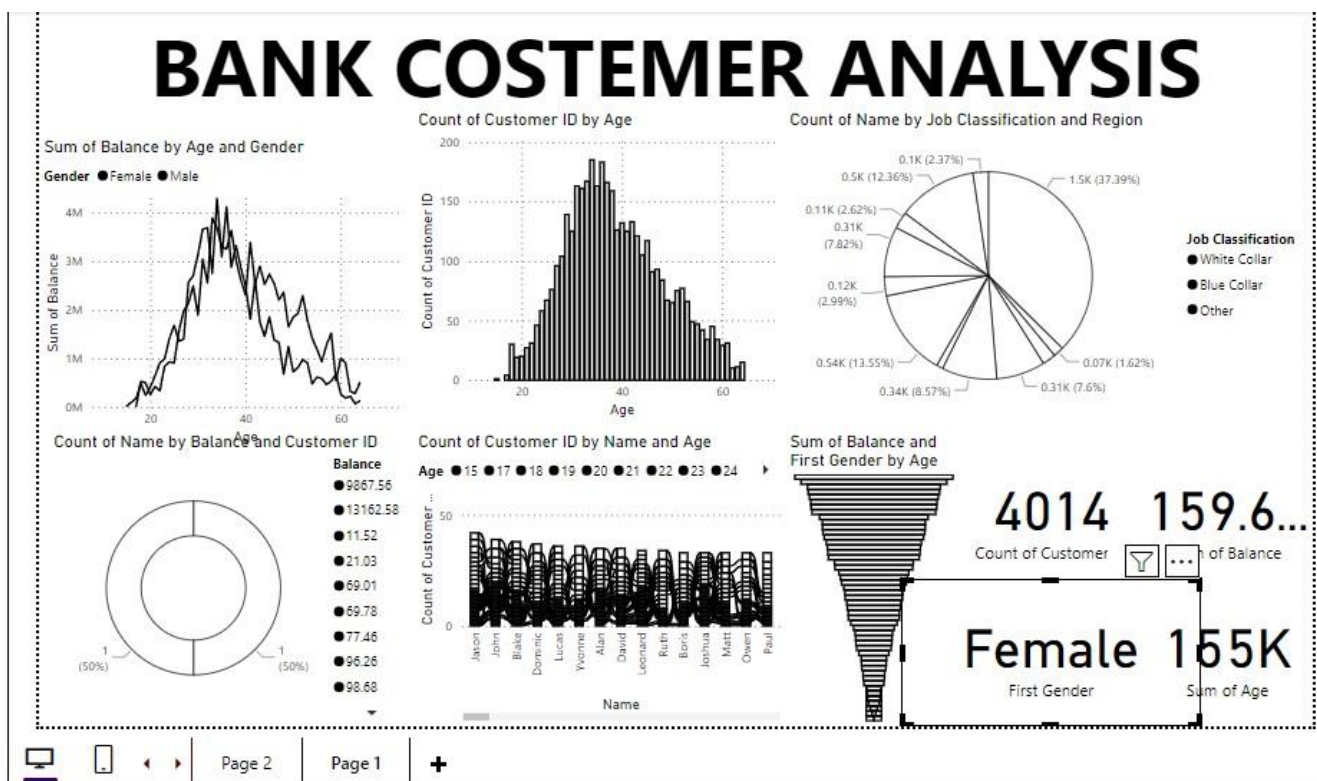 BANK COSTEMER ANALYSIS
Sum of Balance by Age and Gender
Gender Female Male
4M
3M
2M
1M
0M
Sum of Balance
20 40 60
Age
Count of Customer ID by Age
200
150
100
50
0
Count of Customer ID
20 40 60
Age
Count of Name by Job Classification and Region
0.1K (2.37%)
0.5K (12.36%)
1.5K (37.39%)
0.11K (2.62%)
0.31K
(7.82%)
0.12K
(2.99%)
0.54K (13.55%)
0.34K (8.57%)
0.31K (7.6%)
0.07K (1.62%)
Job Classification
White Collar
Blue Collar
Other
Count of Name by Balance and Customer ID
Balance
9867.56
13162.58
11.52
21.03
69.01
69.78
77.46
96.26
98.68
1
(50%)
1
(50%)
Count of Customer ID by Name and Age
Age 15 17 18 19 20 21 22 23 24
50
0
Count of Customer ...
Jason
John
Blake
Dominic
Lucas
Yvonne
Alan
David
Leonard
Ruth
Boris
Joshua
Matt
Owen
Paul
Name
Sum of Balance and
First Gender by Age
4014
Count of Customer
159.6...
of Balance
Female
First Gender
155K
Sum of Age
Page 2
Page 1